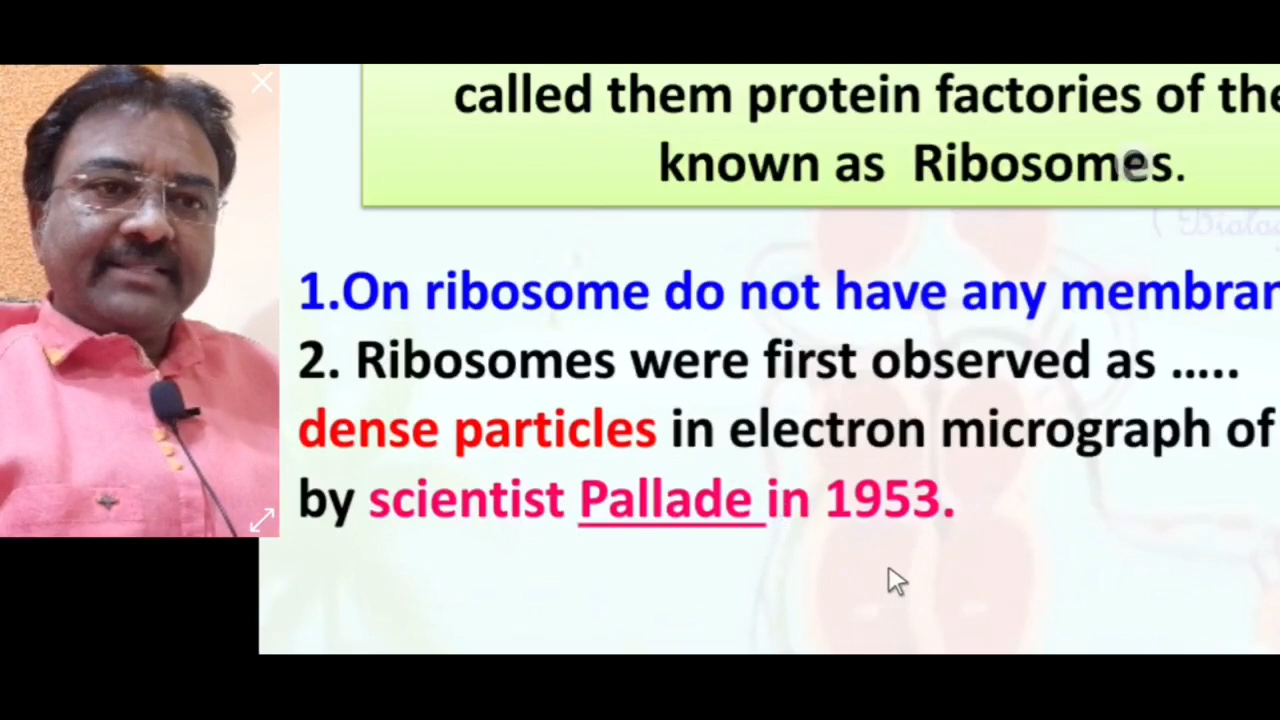 called them protein factories of the
known as Ribosomes.
1.On ribosome do not have any membran
2. Ribosomes were first observed as .....
dense particles in electron micrograph of
by scientist Pallade in 1953.